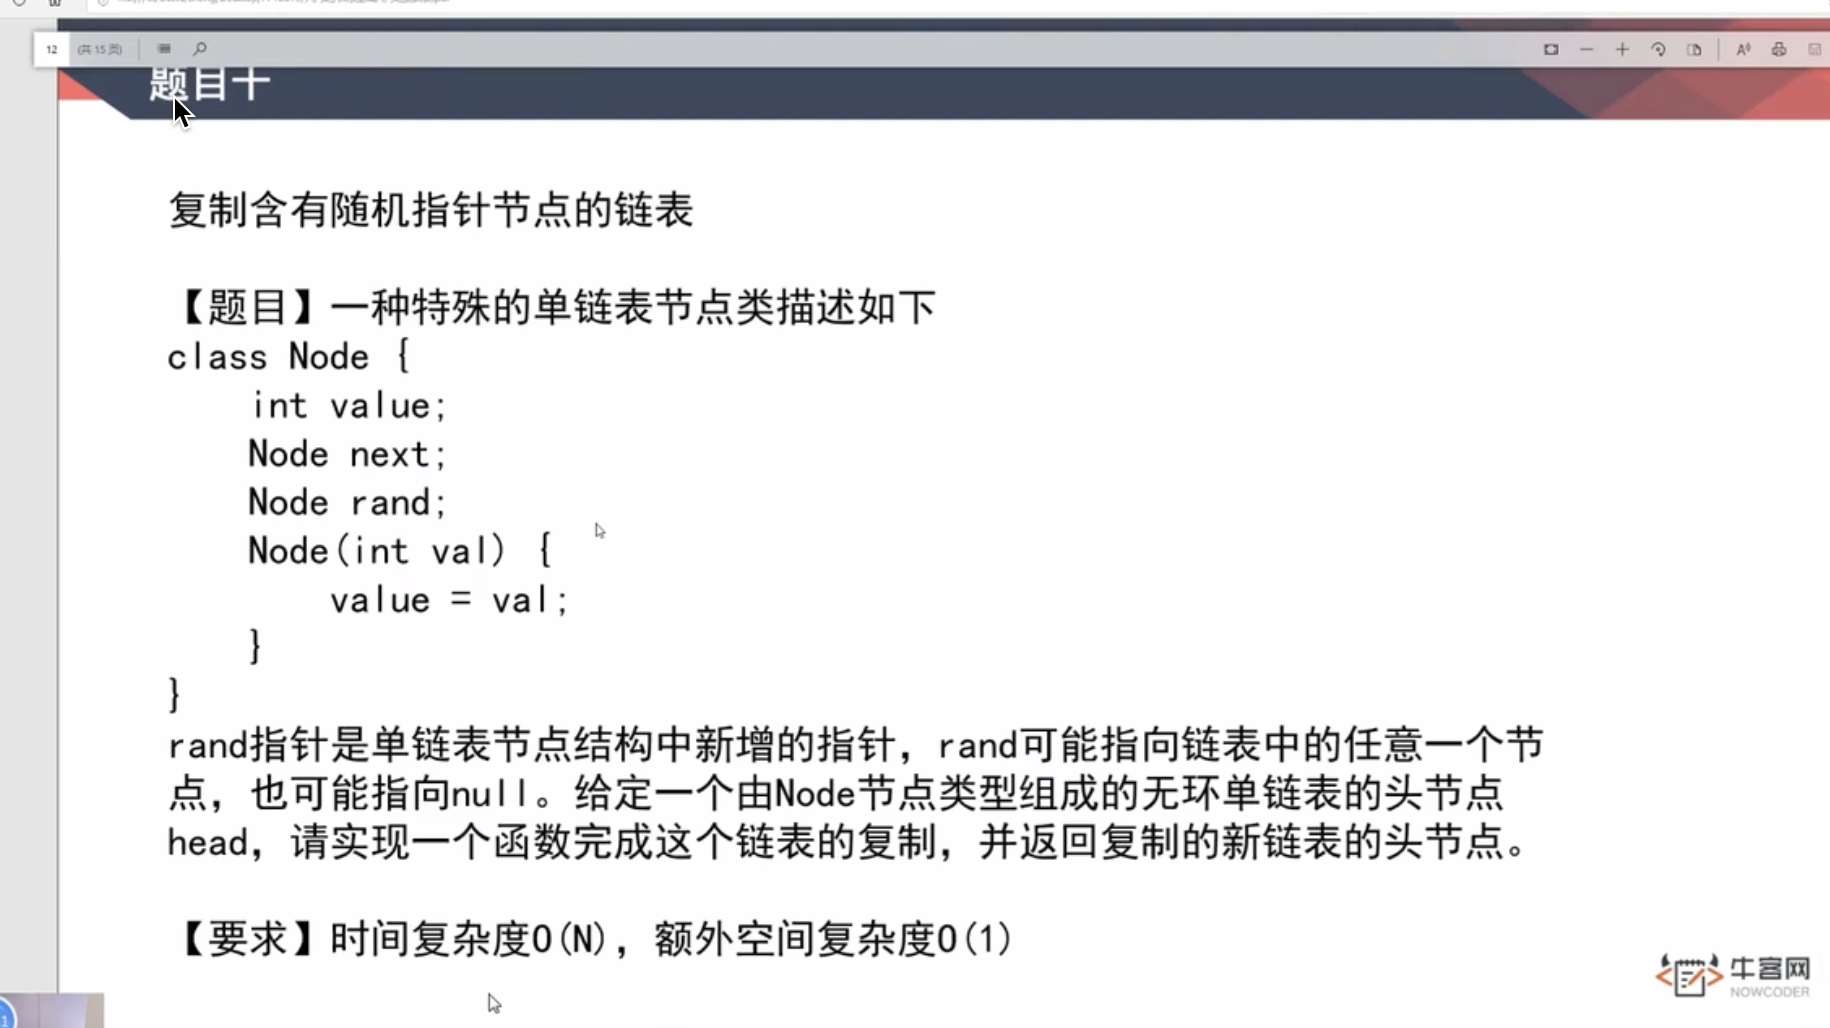 12 (共 15 页)
题目十
复制含有随机指针节点的链表
【题目】一种特殊的单链表节点类描述如下
class Node {
int value;
Node next;
Node rand;
Node(int val) {
value = val;
}
}
rand指针是单链表节点结构中新增的指针，rand可能指向链表中的任意一个节
点，也可能指向null。给定一个由Node节点类型组成的无环单链表的头节点
head，请实现一个函数完成这个链表的复制，并返回复制的新链表的头节点。
【要求】时间复杂度O(N)，额外空间复杂度O(1)
牛客网
NOWCODER